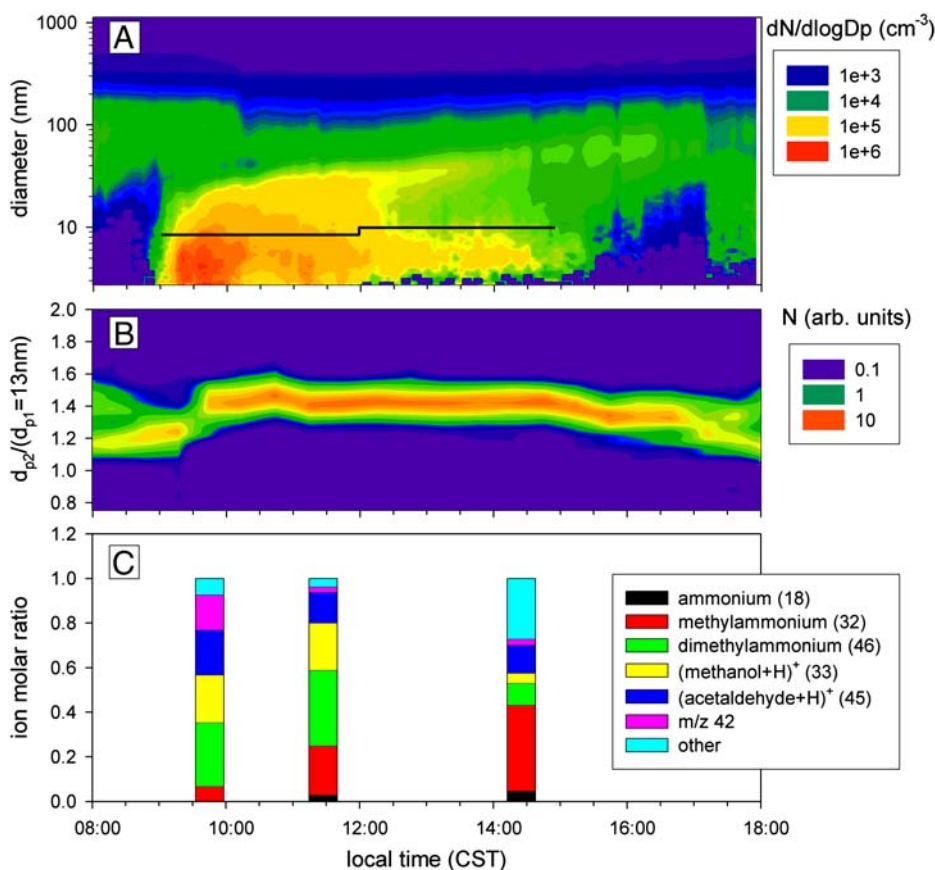 A
dN/dlogDp (cm⁻³)
1e+3
1e+4
1e+5
1e+6
1000
100
10
diameter (nm)
B
N (arb. units)
0.1
1
10
2.0
1.8
1.6
1.4
1.2
1.0
0.8
d_p2/(d_p1=13nm)
C
ammonium (18)
methylammonium (32)
dimethylammonium (46)
(methanol+H)⁺ (33)
(acetaldehyde+H)⁺ (45)
m/z 42
other
1.2
1.0
0.8
0.6
0.4
0.2
0.0
ion molar ratio
08:00 10:00 12:00 14:00 16:00 18:00
local time (CST)